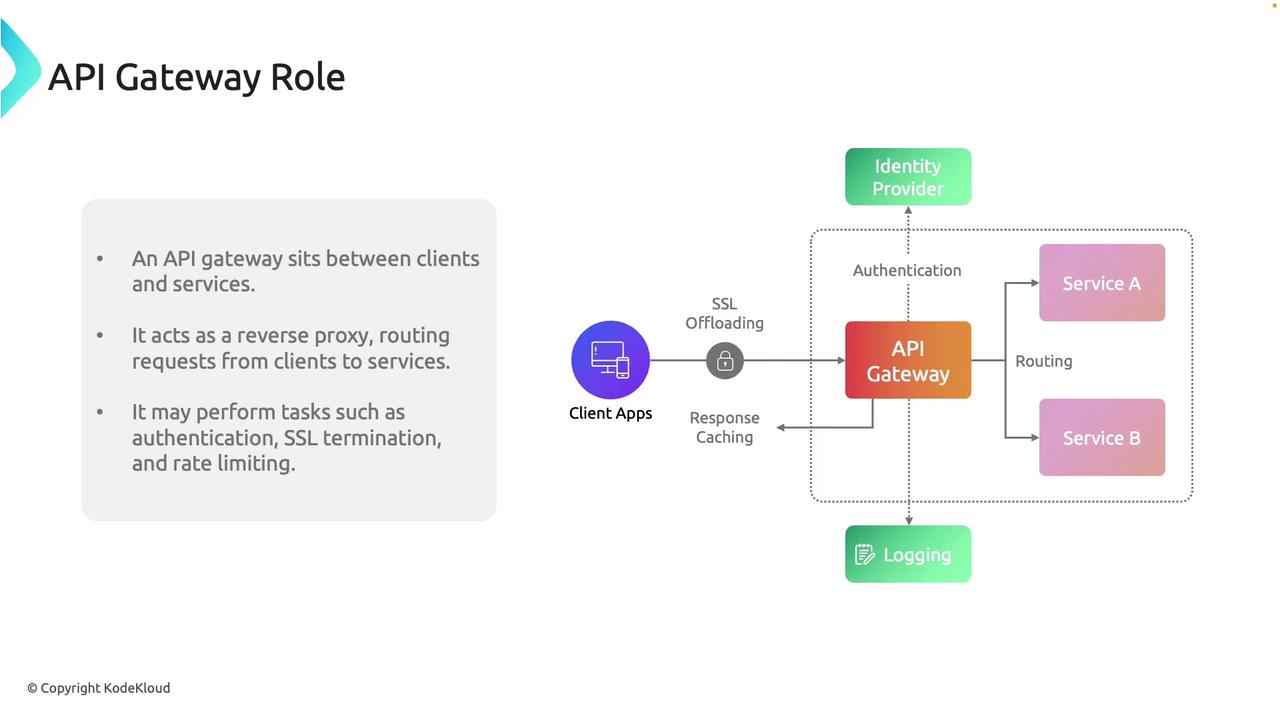 API Gateway Role
• An API gateway sits between clients
and services.
• It acts as a reverse proxy, routing
requests from clients to services.
• It may perform tasks such as
authentication, SSL termination,
and rate limiting.
Identity
Provider
Authentication
SSL
Offloading
Client Apps
API
Gateway
Response
Caching
Service A
Routing
Service B
Logging
© Copyright KodeKloud